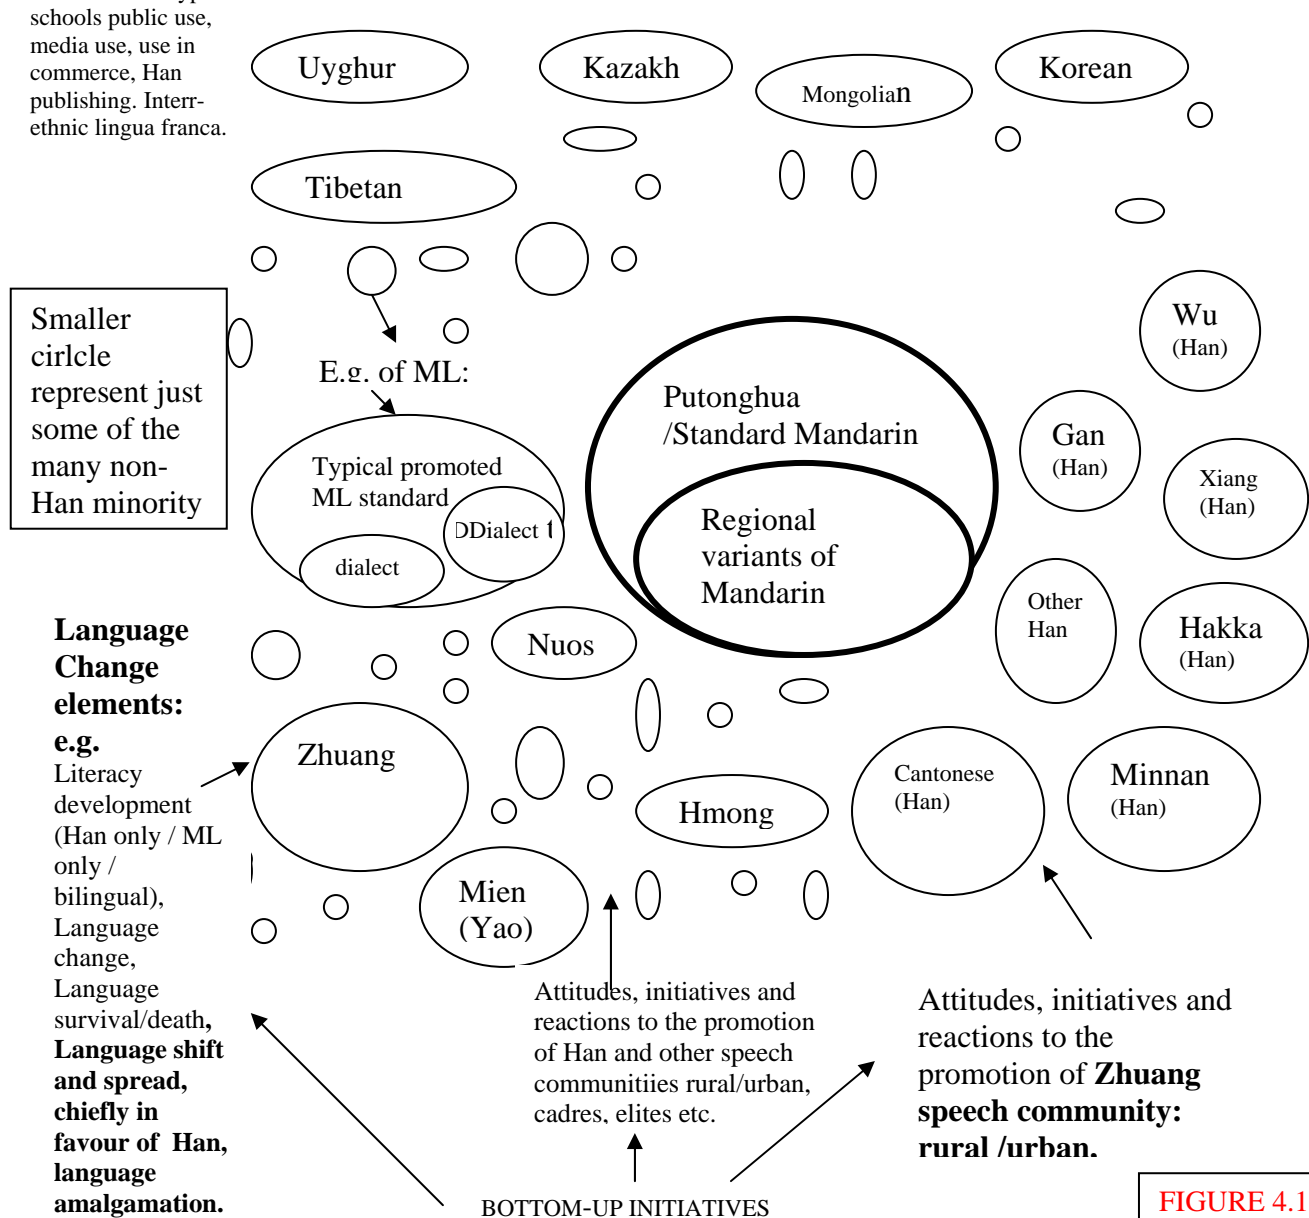 schools public use,
media use, use in
commerce, Han
publishing. Interr-
ethnic lingua franca.
Uyghur
Kazakh
Mongolian
Korean
Tibetan
Smaller
cirlcle
represent just
some of the
many non-
Han minority
E.g. of ML:
Typical promoted
ML standard
DDialect
dialect
Putonghua
/Standard Mandarin
Regional
variants of
Mandarin
Wu
(Han)
Gan
(Han)
Xiang
(Han)
Other
Han
Hakka
(Han)
Nuos
Zhuang
Hmong
Cantonese
(Han)
Minnan
(Han)
Mien
(Yao)
Language
Change
elements:
e.g.
Literacy
development
(Han only / ML
only /
bilingual),
Language
change,
Language
survival/death,
Language shift
and spread,
chiefly in
favour of Han,
language
amalgamation.
Attitudes, initiatives and
reactions to the promotion
of Han and other speech
communitiies rural/urban,
cadres, elites etc.
Attitudes, initiatives and
reactions to the
promotion of Zhuang
speech community:
rural /urban,
BOTTOM-UP INITIATIVES
FIGURE 4.1